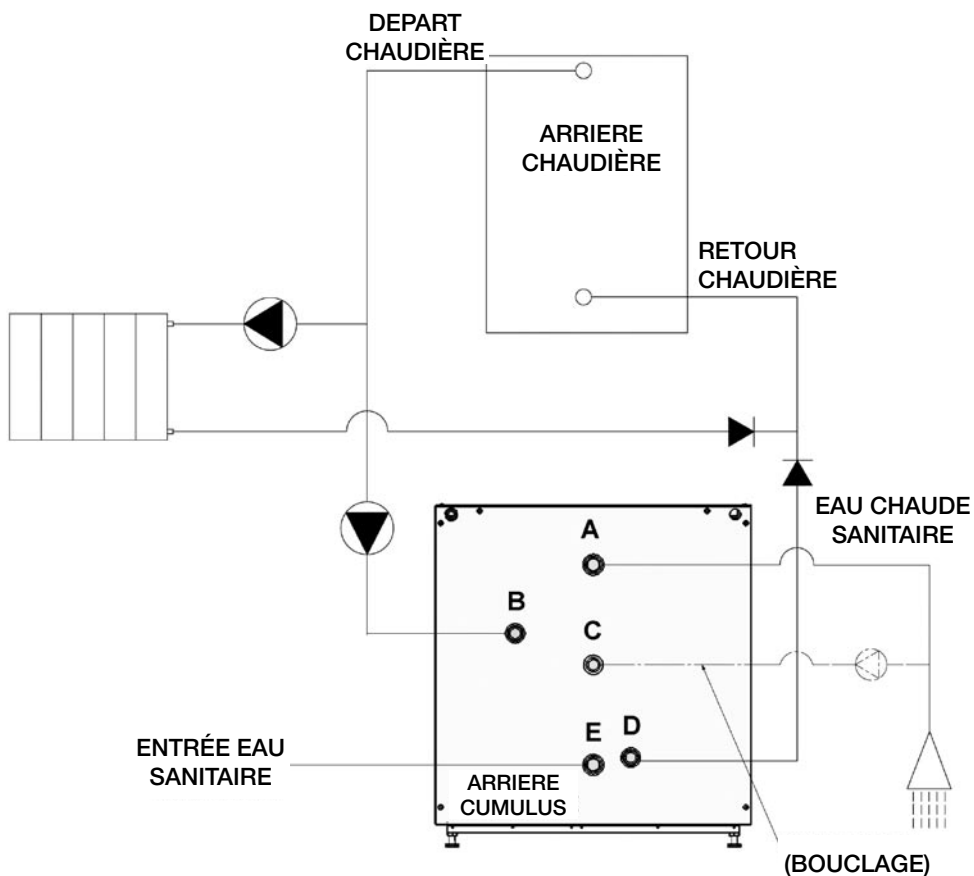 DEPART
CHAUDIÈRE
ARRIERE
CHAUDIÈRE
RETOUR
CHAUDIÈRE
EAU CHAUDE
SANITAIRE
A
B
C
D
E
ENTRÉE EAU
SANITAIRE
ARRIERE
CUMULUS
(BOUCLAGE)